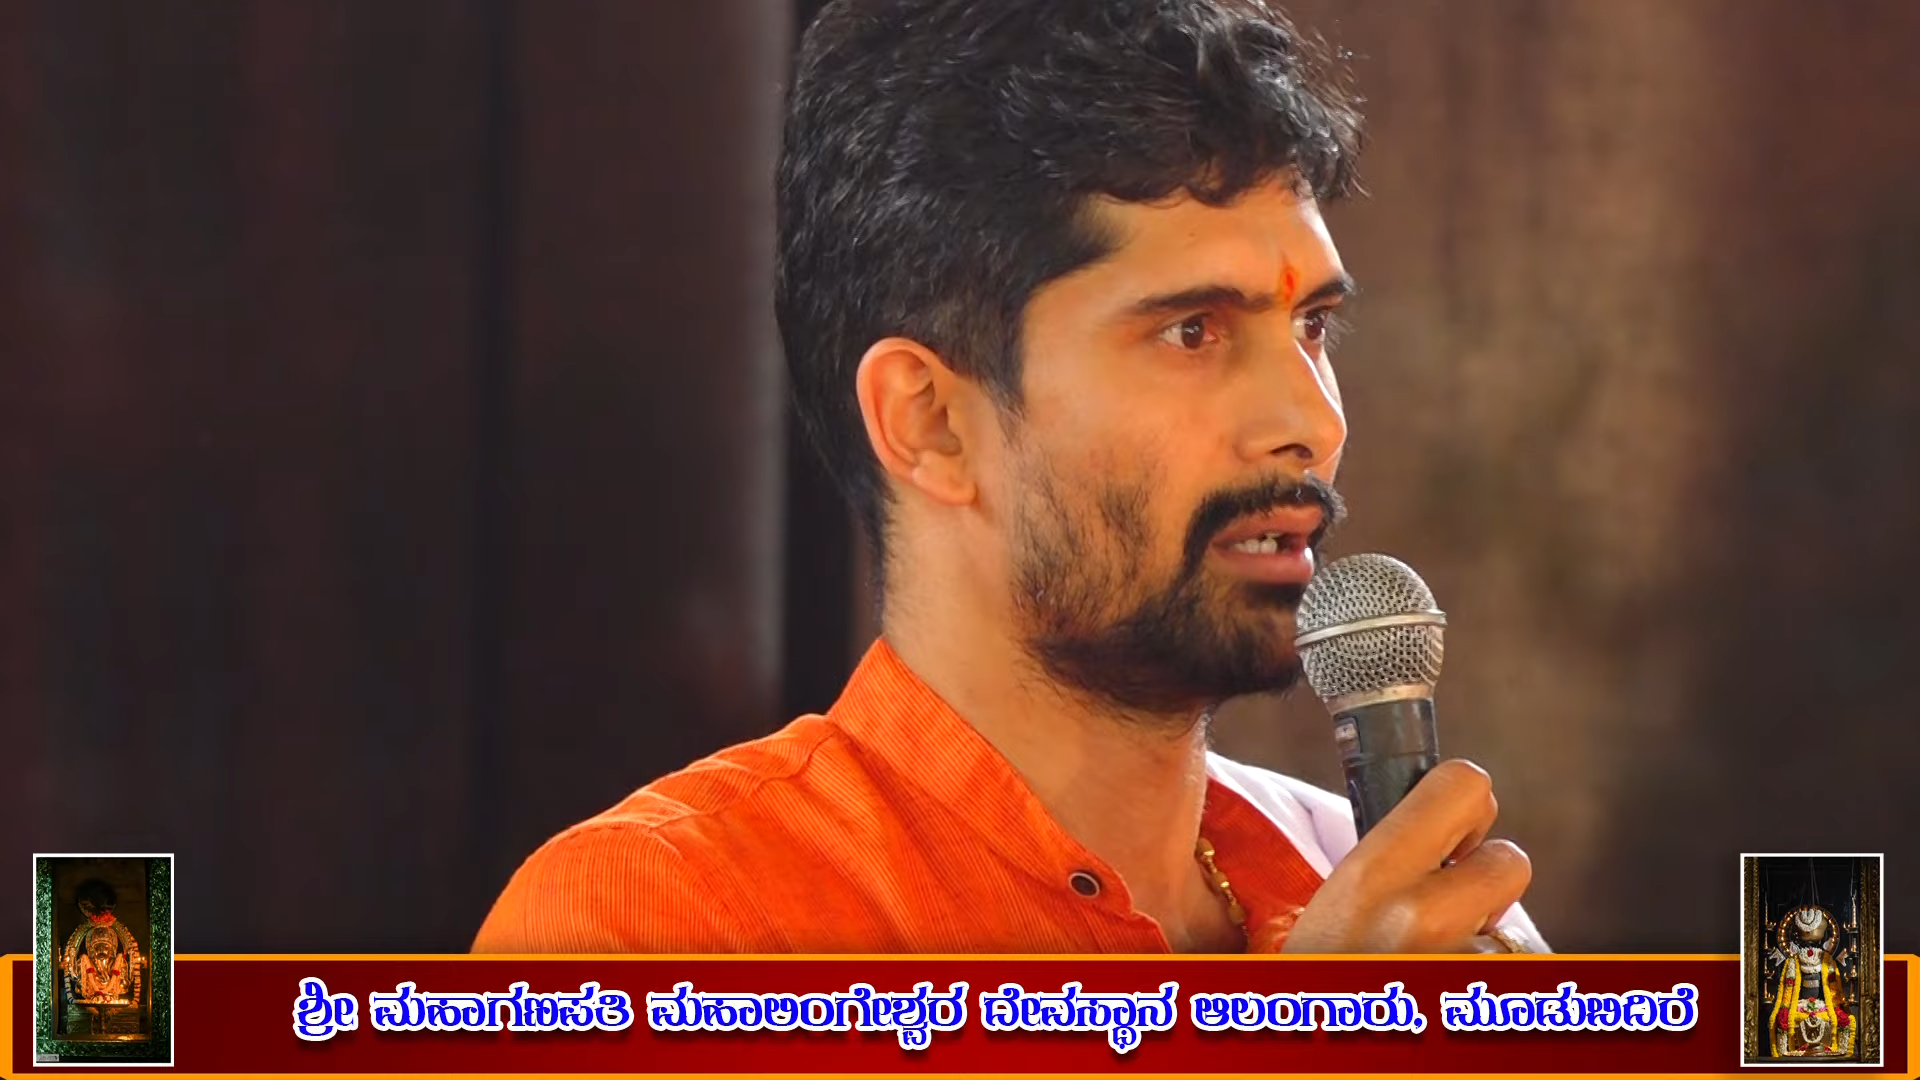 ಶ್ರೀ ಮಹಾಗಣಪತಿ ಮಹಾಲಿಂಗೇಶ್ವರ ದೇವಸ್ಥಾನ ಆಲಂಗಾರು, ಮೂಡುಬಿದಿರೆ